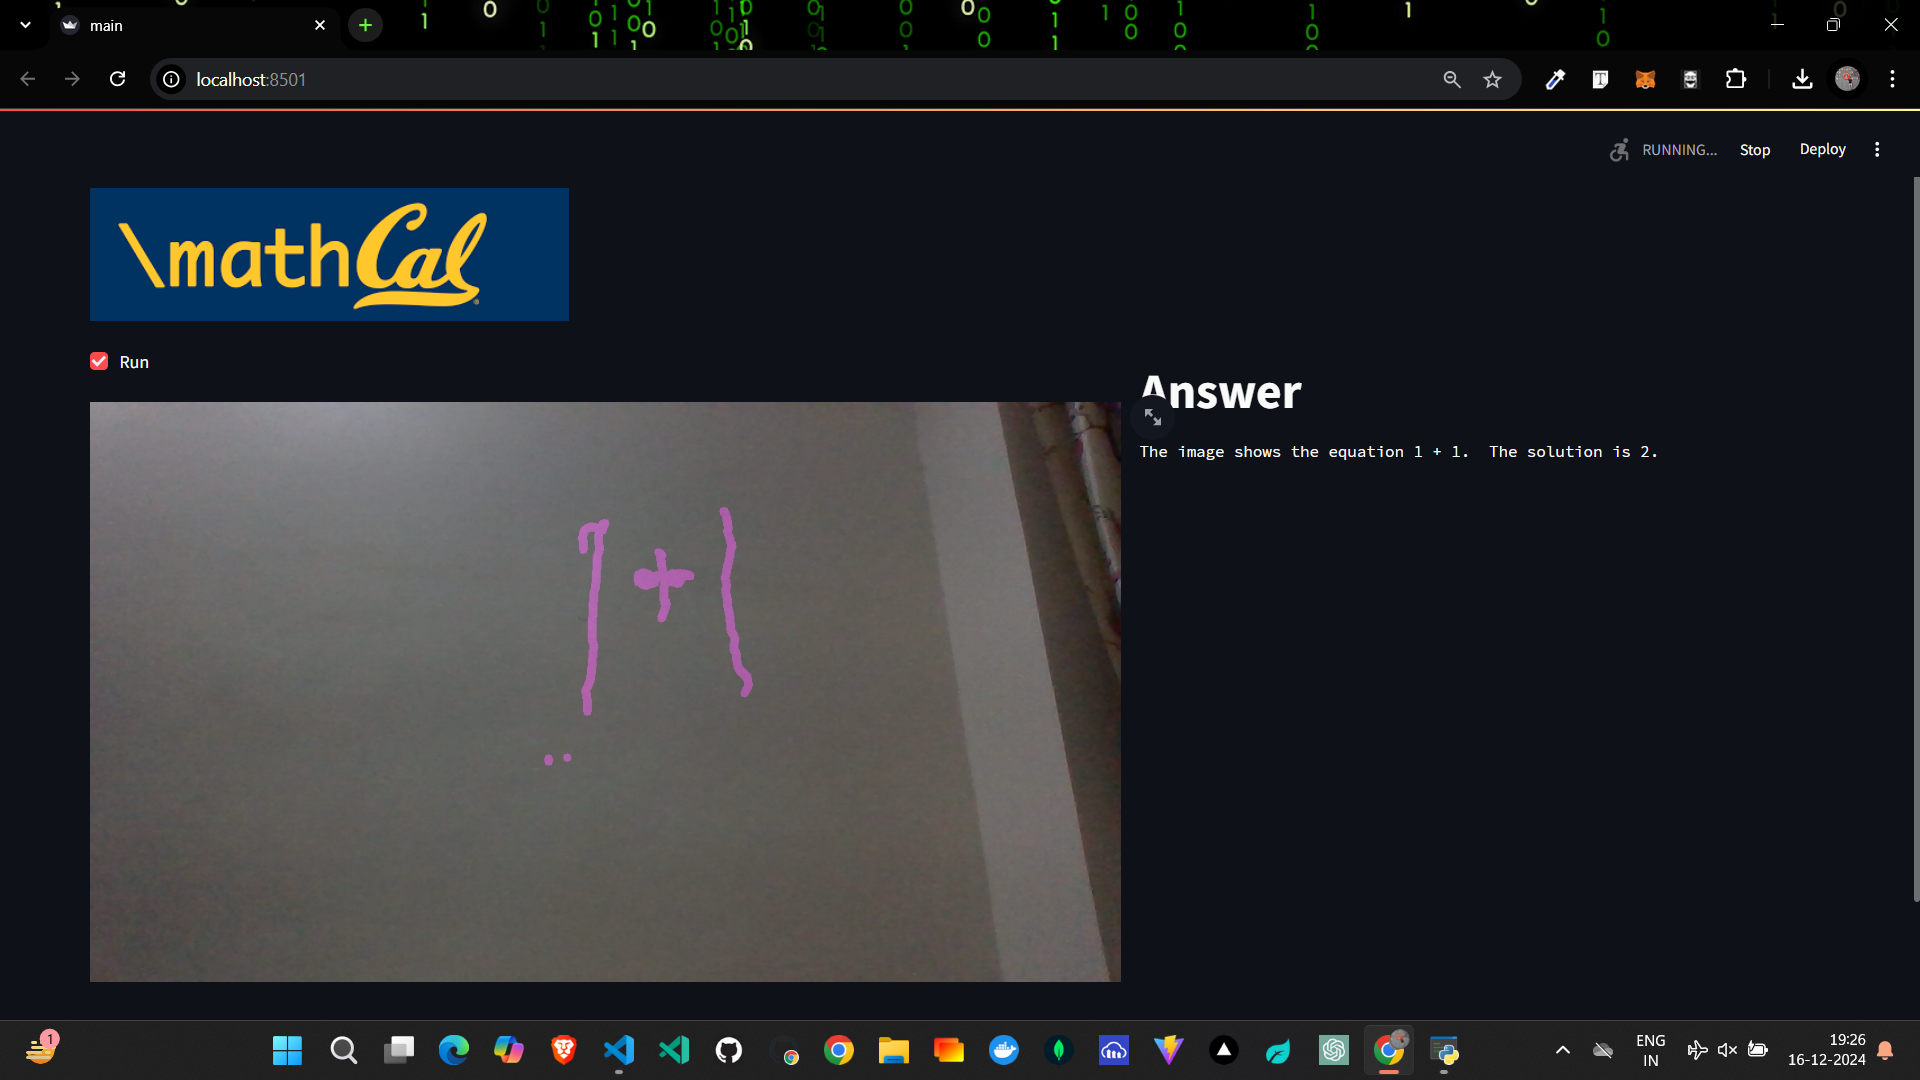 main
localhost:8501
RUNNING...
Stop
Deploy
\mathCal
Run
Answer
The image shows the equation 1 + 1.  The solution is 2.
1+1
1
ENG
IN
19:26
16-12-2024